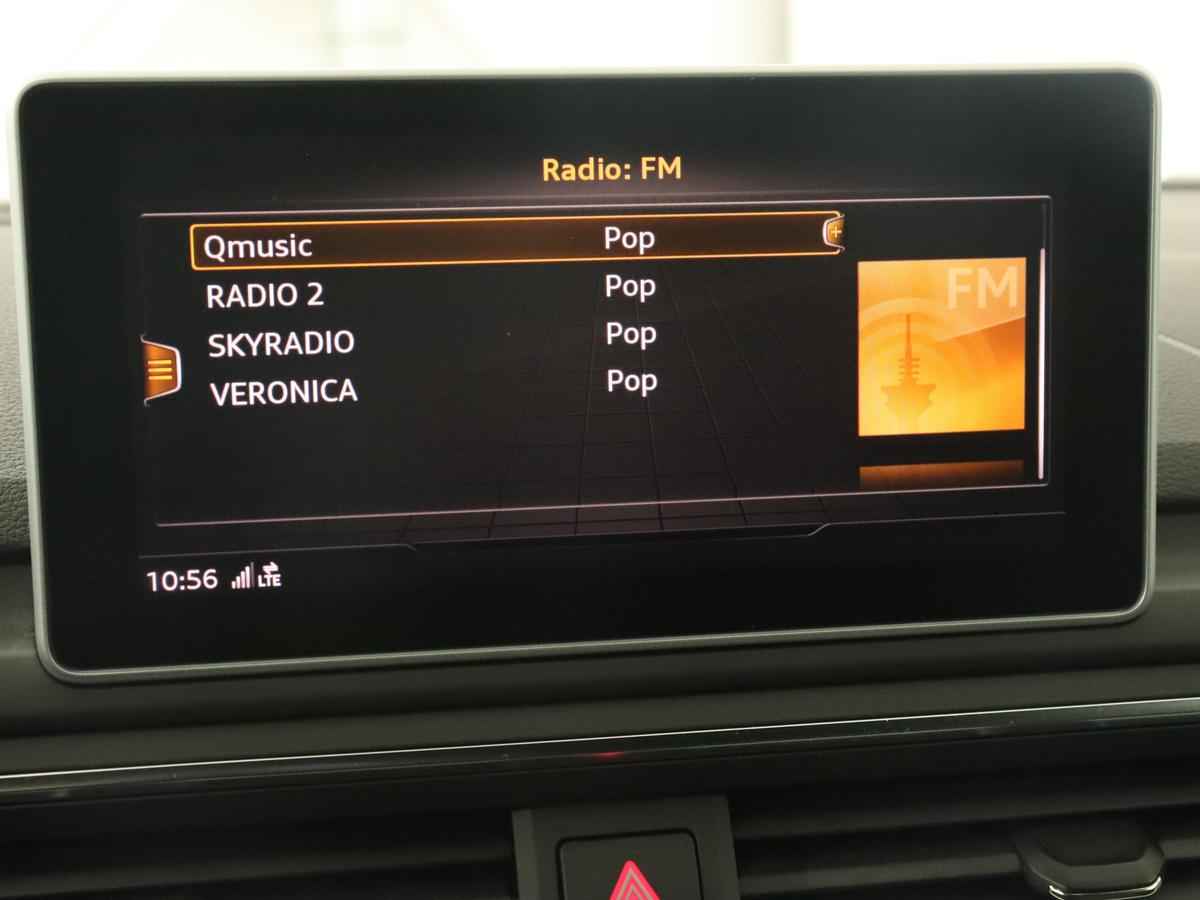 Radio: FM
Qmusic Pop
RADIO 2 Pop
SKYRADIO Pop
VERONICA Pop
FM
10:56 LTE